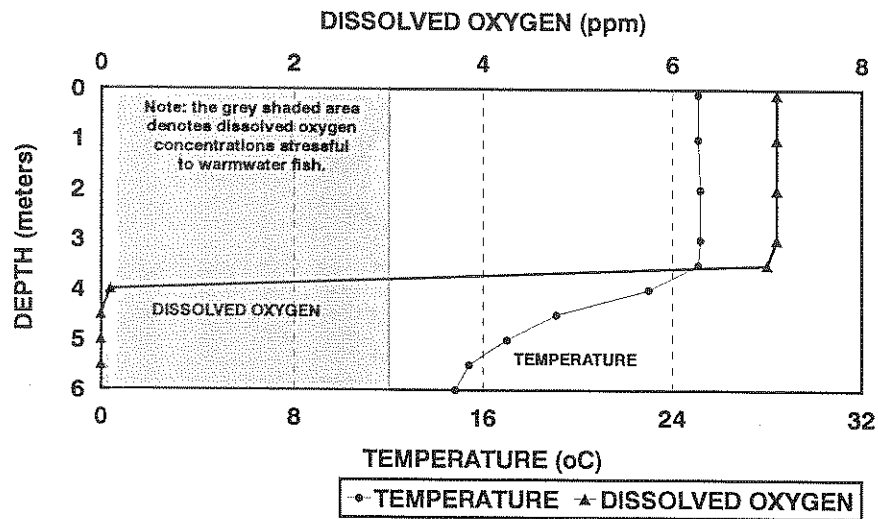 DISSOLVED OXYGEN (ppm)
0 2 4 6 8
Note: the grey shaded area
denotes dissolved oxygen
concentrations stressful
to warmwater fish.
DEPTH (meters)
0
1
2
3
4
5
6
DISSOLVED OXYGEN
TEMPERATURE
0 8 16 24 32
TEMPERATURE (oC)
TEMPERATURE DISSOLVED OXYGEN